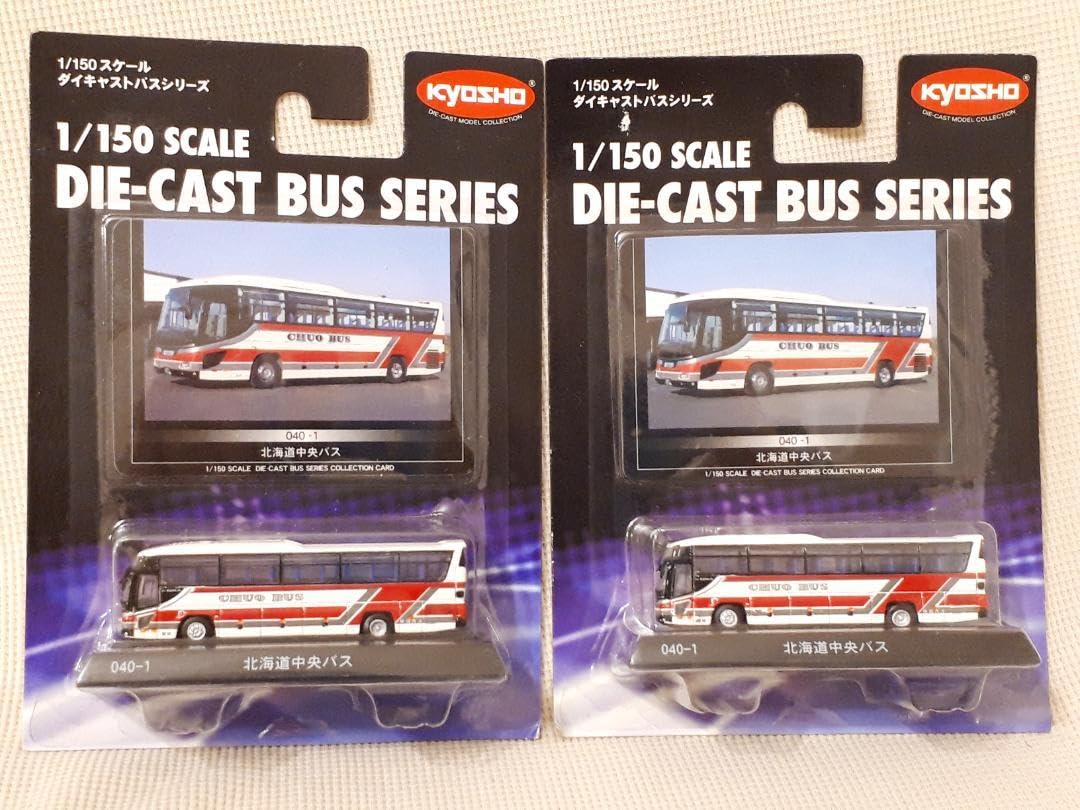 1/150スケール
ダイキャストバスシリーズ
KYOSHO®
DIE-CAST MODEL COLLECTION
1/150 SCALE
DIE-CAST BUS SERIES
CHUO BUS
040 -1
北海道中央バス
1/150 SCALE DIE-CAST BUS SERIES COLLECTION CARD
CHUO BUS
040-1 北海道中央バス
1/150スケール
ダイキャストバスシリーズ
KYOSHO®
DIE-CAST MODEL COLLECTION
1/150 SCALE
DIE-CAST BUS SERIES
CHUO BUS
040 -1
北海道中央バス
1/150 SCALE DIE-CAST BUS SERIES COLLECTION CARD
CHUO BUS
040-1 北海道中央バス